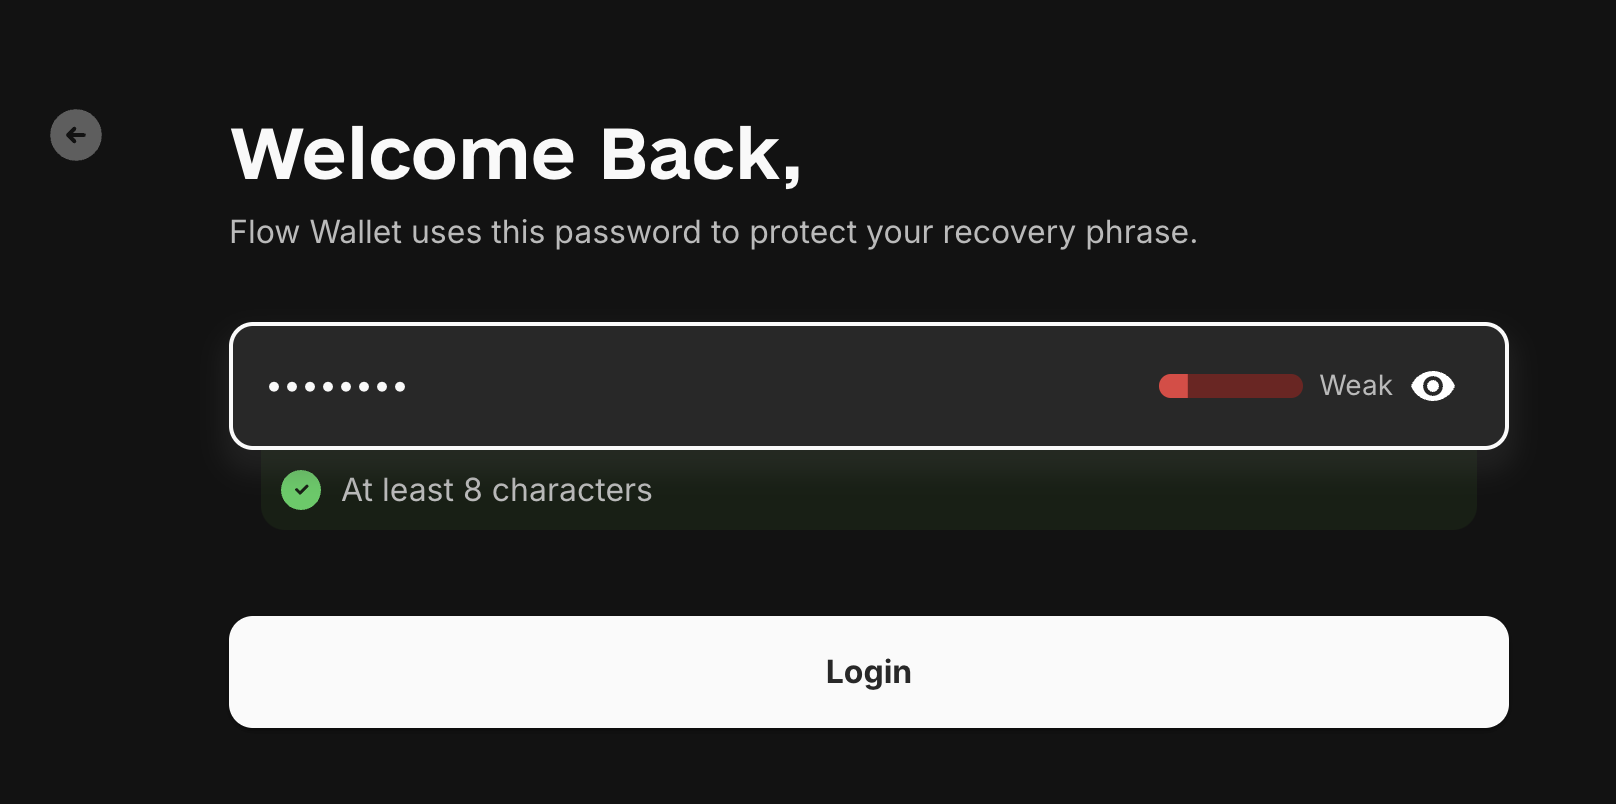 Welcome Back,
Flow Wallet uses this password to protect your recovery phrase.
••••••••
Weak
At least 8 characters
Login